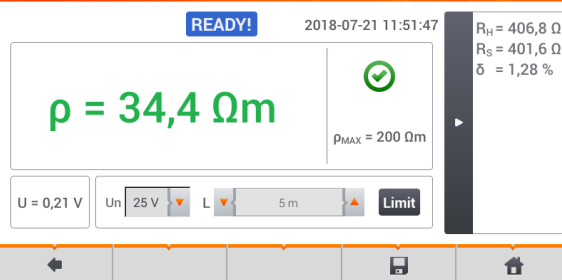 READY!
2018-07-21 11:51:47
ρ = 34,4 Ωm
ρMAX = 200 Ωm
U = 0,21 V
Un 25 V L 5 m Limit
RH = 406,8 Ω
RS = 401,6 Ω
δ = 1,28 %